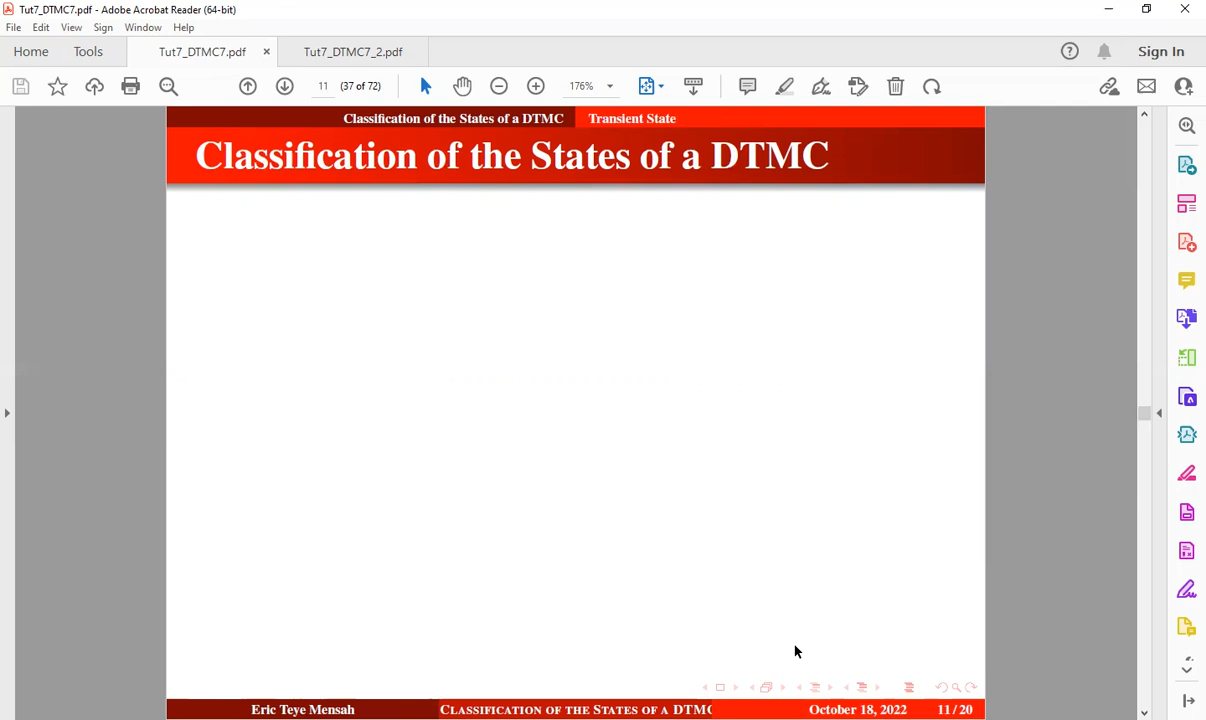 Tut7_DTMC7.pdf - Adobe Acrobat Reader (64-bit)
File Edit View Sign Window Help
Home Tools Tut7_DTMC7.pdf × Tut7_DTMC7_2.pdf Sign In
11 (37 of 72) 176%
Classification of the States of a DTMC Transient State
Classification of the States of a DTMC
Eric Teye Mensah CLASSIFICATION OF THE STATES OF A DTMC October 18, 2022 11 / 20